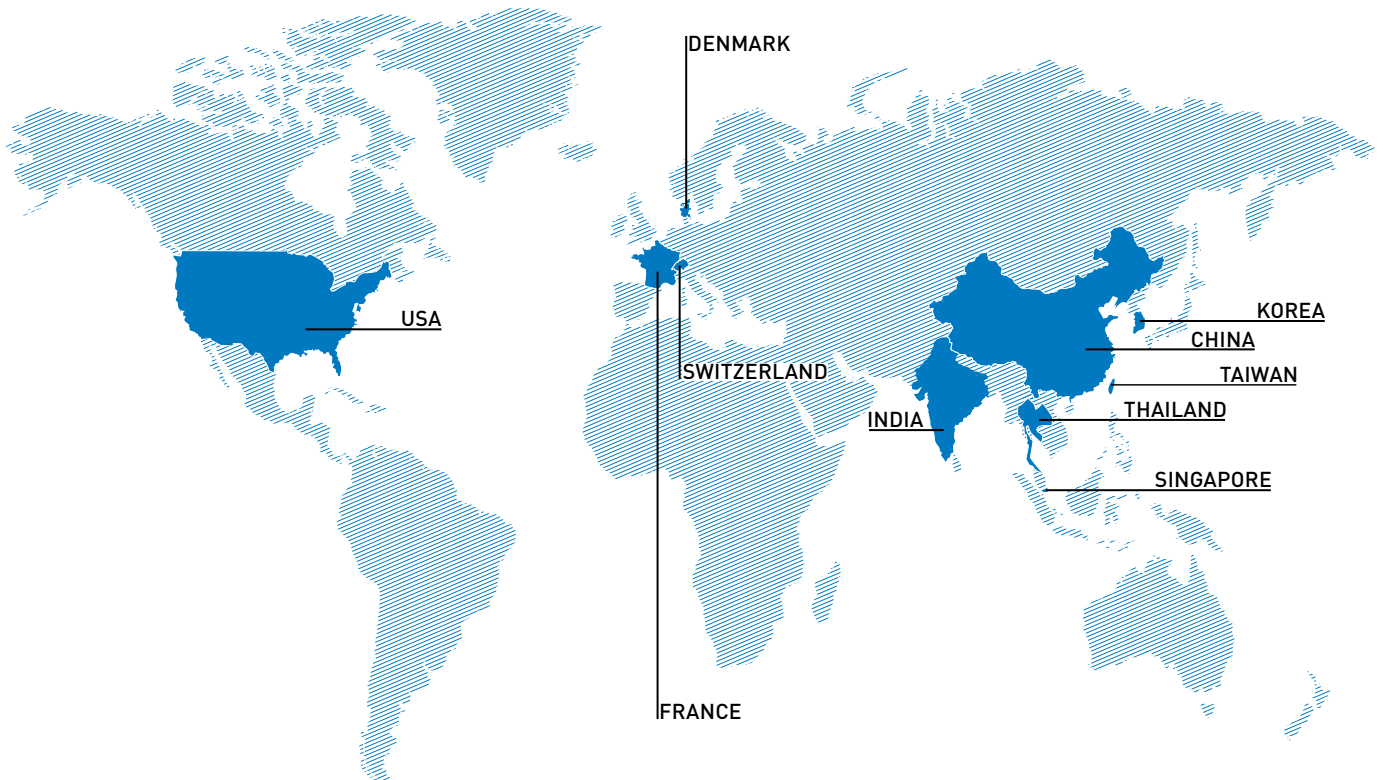 DENMARK
USA
KOREA
CHINA
SWITZERLAND
TAIWAN
INDIA
THAILAND
SINGAPORE
FRANCE